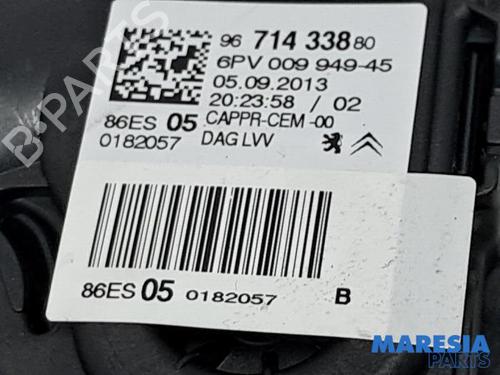 96 714 338 80
6PV 009 949-45
05.09.2013
20:23:58 / 02
86ES 05 CAPPR-CEM -00
0182057 DAG LVV
86ES 05 0182057 B
MARESIA
PARTS